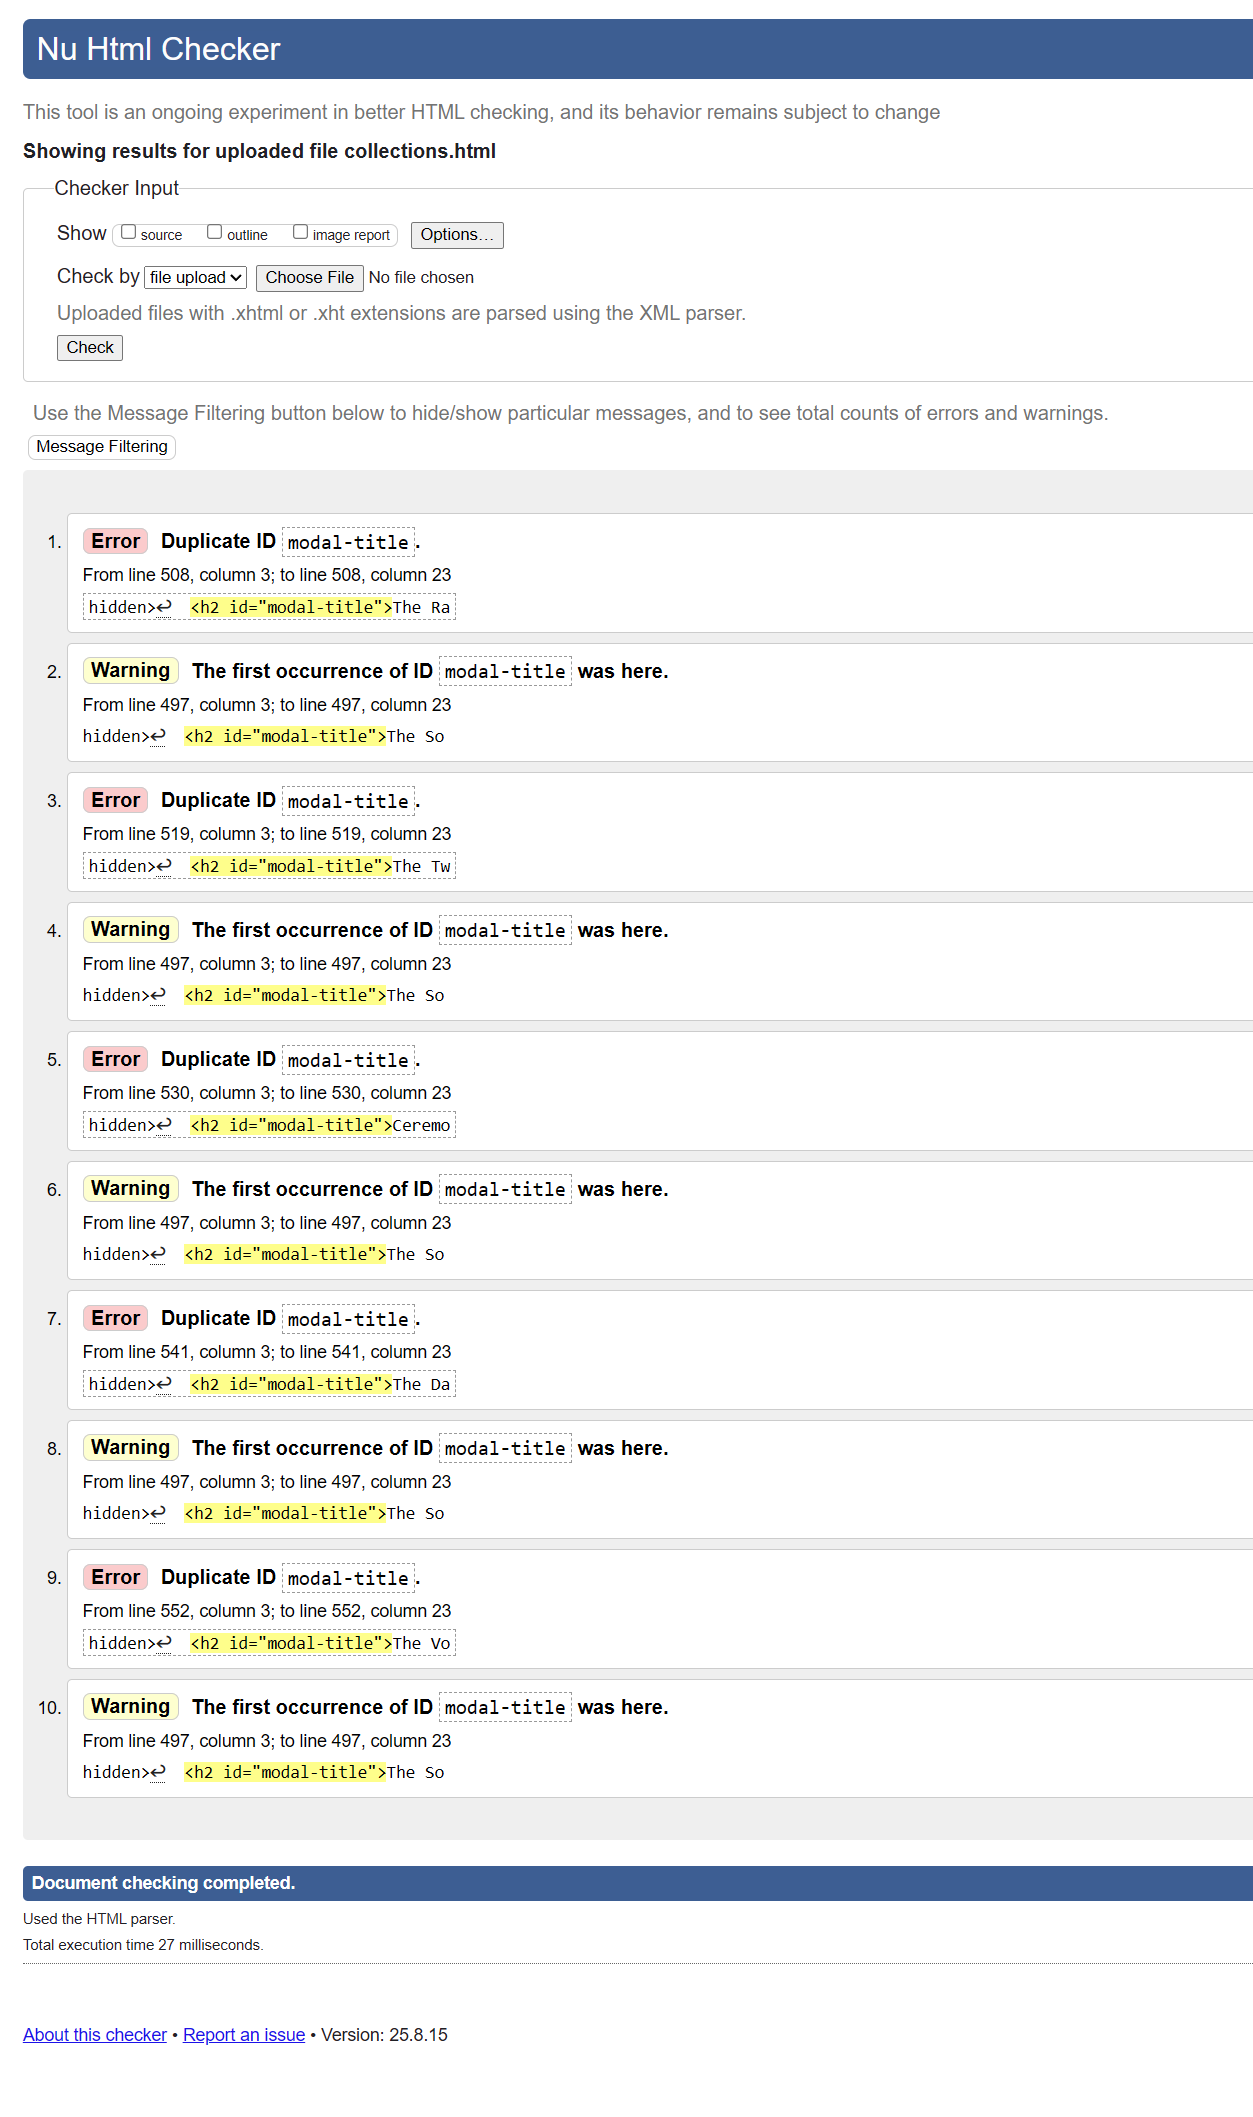 Nu Html Checker
This tool is an ongoing experiment in better HTML checking, and its behavior remains subject to change
Showing results for uploaded file collections.html
Checker Input
Show source outline image report Options...
Check by file upload Choose File No file chosen
Uploaded files with .xhtml or .xht extensions are parsed using the XML parser.
Check
Use the Message Filtering button below to hide/show particular messages, and to see total counts of errors and warnings.
Message Filtering
1. Error Duplicate ID modal-title.
From line 508, column 3; to line 508, column 23
hidden>↩ <h2 id="modal-title">The Ra
2. Warning The first occurrence of ID modal-title was here.
From line 497, column 3; to line 497, column 23
hidden>↩ <h2 id="modal-title">The So
3. Error Duplicate ID modal-title.
From line 519, column 3; to line 519, column 23
hidden>↩ <h2 id="modal-title">The Tw
4. Warning The first occurrence of ID modal-title was here.
From line 497, column 3; to line 497, column 23
hidden>↩ <h2 id="modal-title">The So
5. Error Duplicate ID modal-title.
From line 530, column 3; to line 530, column 23
hidden>↩ <h2 id="modal-title">Ceremo
6. Warning The first occurrence of ID modal-title was here.
From line 497, column 3; to line 497, column 23
hidden>↩ <h2 id="modal-title">The So
7. Error Duplicate ID modal-title.
From line 541, column 3; to line 541, column 23
hidden>↩ <h2 id="modal-title">The Da
8. Warning The first occurrence of ID modal-title was here.
From line 497, column 3; to line 497, column 23
hidden>↩ <h2 id="modal-title">The So
9. Error Duplicate ID modal-title.
From line 552, column 3; to line 552, column 23
hidden>↩ <h2 id="modal-title">The Vo
10. Warning The first occurrence of ID modal-title was here.
From line 497, column 3; to line 497, column 23
hidden>↩ <h2 id="modal-title">The So
Document checking completed.
Used the HTML parser.
Total execution time 27 milliseconds.
About this checker • Report an issue • Version: 25.8.15